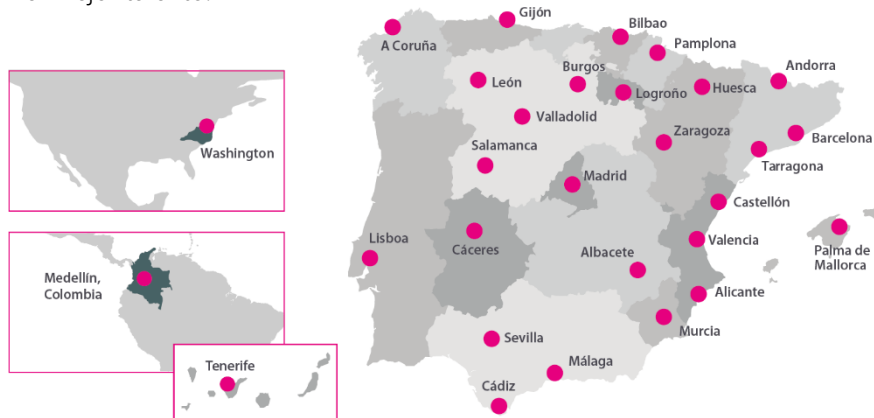 Gijón
Bilbao
A Coruña
Pamplona
Andorra
León
Burgos
Logroño
Huesca
Valladolid
Zaragoza
Barcelona
Washington
Salamanca
Tarragona
Madrid
Castellón
Lisboa
Cáceres
Albacete
Valencia
Palma de
Mallorca
Medellín,
Colombia
Alicante
Murcia
Sevilla
Tenerife
Málaga
Cádiz